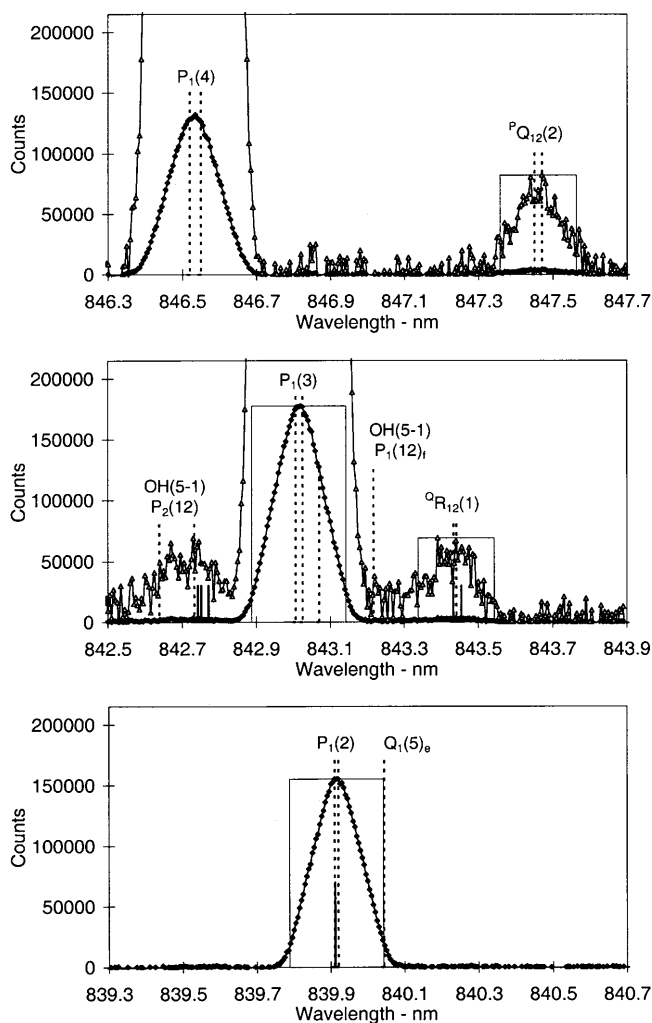 200000
150000
100000
50000
0
Counts
P₁(4)
ᴾQ₁₂(2)
846.3 846.5 846.7 846.9 847.1 847.3 847.5 847.7
Wavelength - nm
200000
150000
100000
50000
0
Counts
P₁(3)
OH(5-1)
P₁(12)f
OH(5-1)
P₂(12)
QR₁₂(1)
842.5 842.7 842.9 843.1 843.3 843.5 843.7 843.9
Wavelength - nm
200000
150000
100000
50000
0
Counts
P₁(2) Q₁(5)ₑ
839.3 839.5 839.7 839.9 840.1 840.3 840.5 840.7
Wavelength - nm